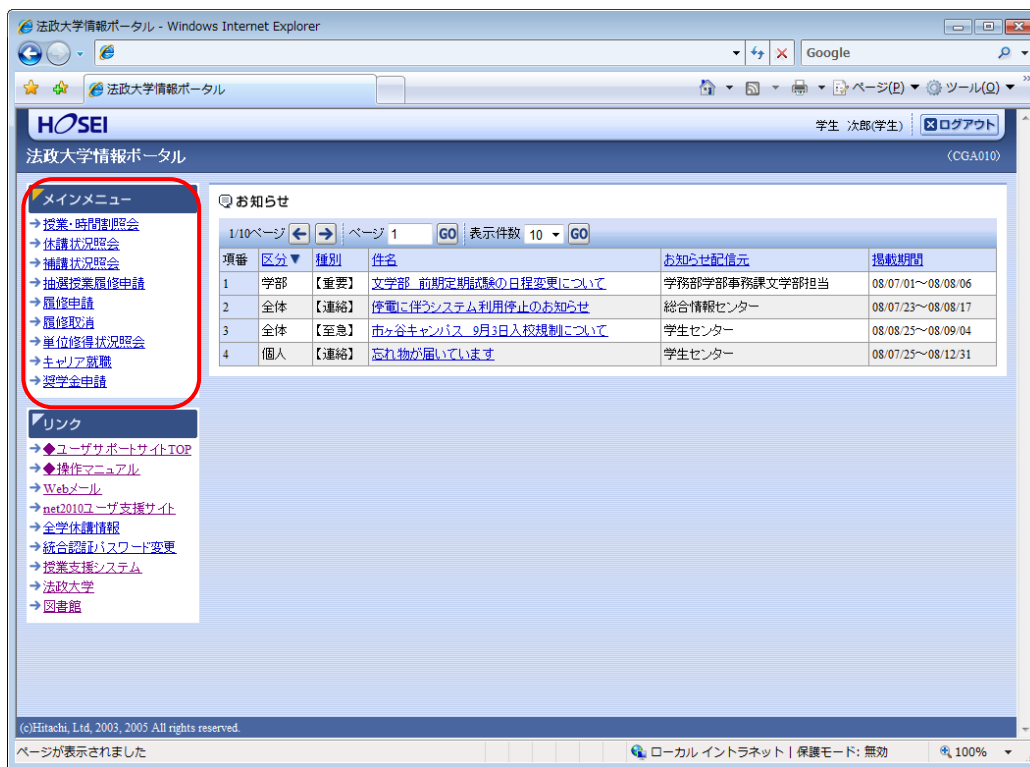 法政大学情報ポータル - Windows Internet Explorer
Google
法政大学情報ポータル
ページ(P) ツール(O)
HOSEI
学生 次郎(学生) ログアウト
法政大学情報ポータル
(CGA010)
メインメニュー
授業・時間割照会
休講状況照会
補講状況照会
抽選授業履修申請
履修申請
履修取消
単位修得状況照会
キャリア就職
奨学金申請
リンク
◆ユーザサポートサイトTOP
◆操作マニュアル
Webメール
net2010ユーザ支援サイト
全学休講情報
統合認証パスワード変更
授業支援システム
法政大学
図書館
お知らせ
1/10ページ ページ 1 GO 表示件数 10 GO
項番 区分▼ 種別 件名 お知らせ配信元 掲載期間
1 学部 【重要】 文学部 前期定期試験の日程変更について 学務部学部事務課文学部担当 08/07/01～08/08/06
2 全体 【連絡】 停電に伴うシステム利用停止のお知らせ 総合情報センター 08/07/23～08/08/17
3 全体 【至急】 市ヶ谷キャンパス 9月3日入校規制について 学生センター 08/08/25～08/09/04
4 個人 【連絡】 忘れ物が届いています 学生センター 08/07/25～08/12/31
(c)Hitachi, Ltd, 2003, 2005 All rights reserved.
ページが表示されました
ローカル イントラネット | 保護モード: 無効
100%